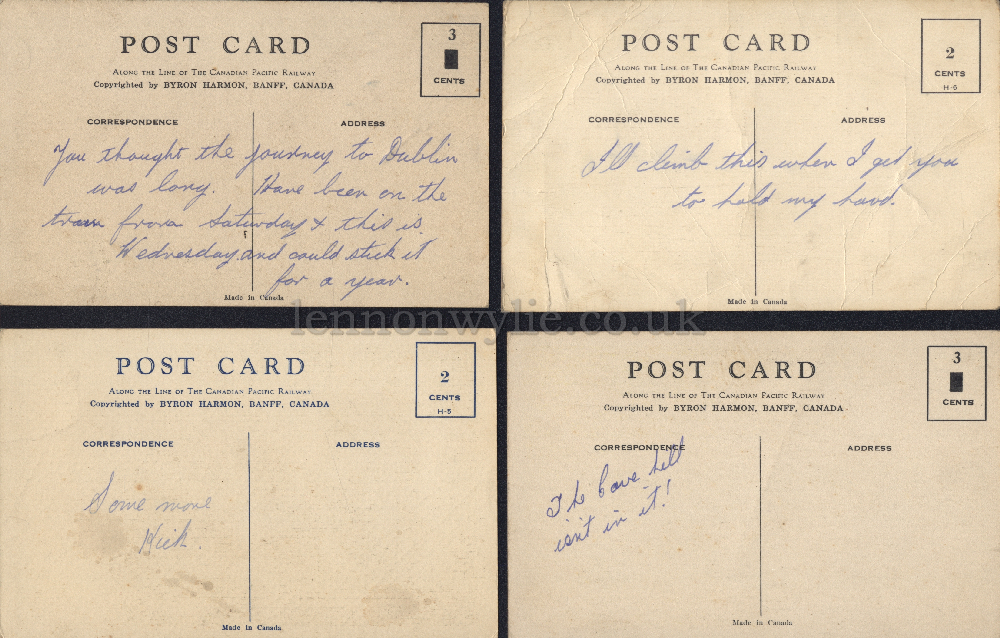 POST CARD
ALONG THE LINE OF THE CANADIAN PACIFIC RAILWAY
Copyrighted by BYRON HARMON, BANFF, CANADA
3
CENTS
CORRESPONDENCE
ADDRESS
You thought the journey to Dublin
was long. Have been on the
train from Saturday & this is
Wednesday and could stick it
for a year.
Made in Canada
POST CARD
ALONG THE LINE OF THE CANADIAN PACIFIC RAILWAY
Copyrighted by BYRON HARMON, BANFF, CANADA
2
CENTS
H-6
CORRESPONDENCE
ADDRESS
I'll climb this when I get you
to hold my hand.
Made in Canada
lennonwylie.co.uk
POST CARD
ALONG THE LINE OF THE CANADIAN PACIFIC RAILWAY
Copyrighted by BYRON HARMON, BANFF, CANADA
2
CENTS
H-5
CORRESPONDENCE
ADDRESS
Some more
Made in Canada
POST CARD
ALONG THE LINE OF THE CANADIAN PACIFIC RAILWAY
Copyrighted by BYRON HARMON, BANFF, CANADA
3
CENTS
CORRESPONDENCE
ADDRESS
The Cave hill
isn't in it!
Made in Canada